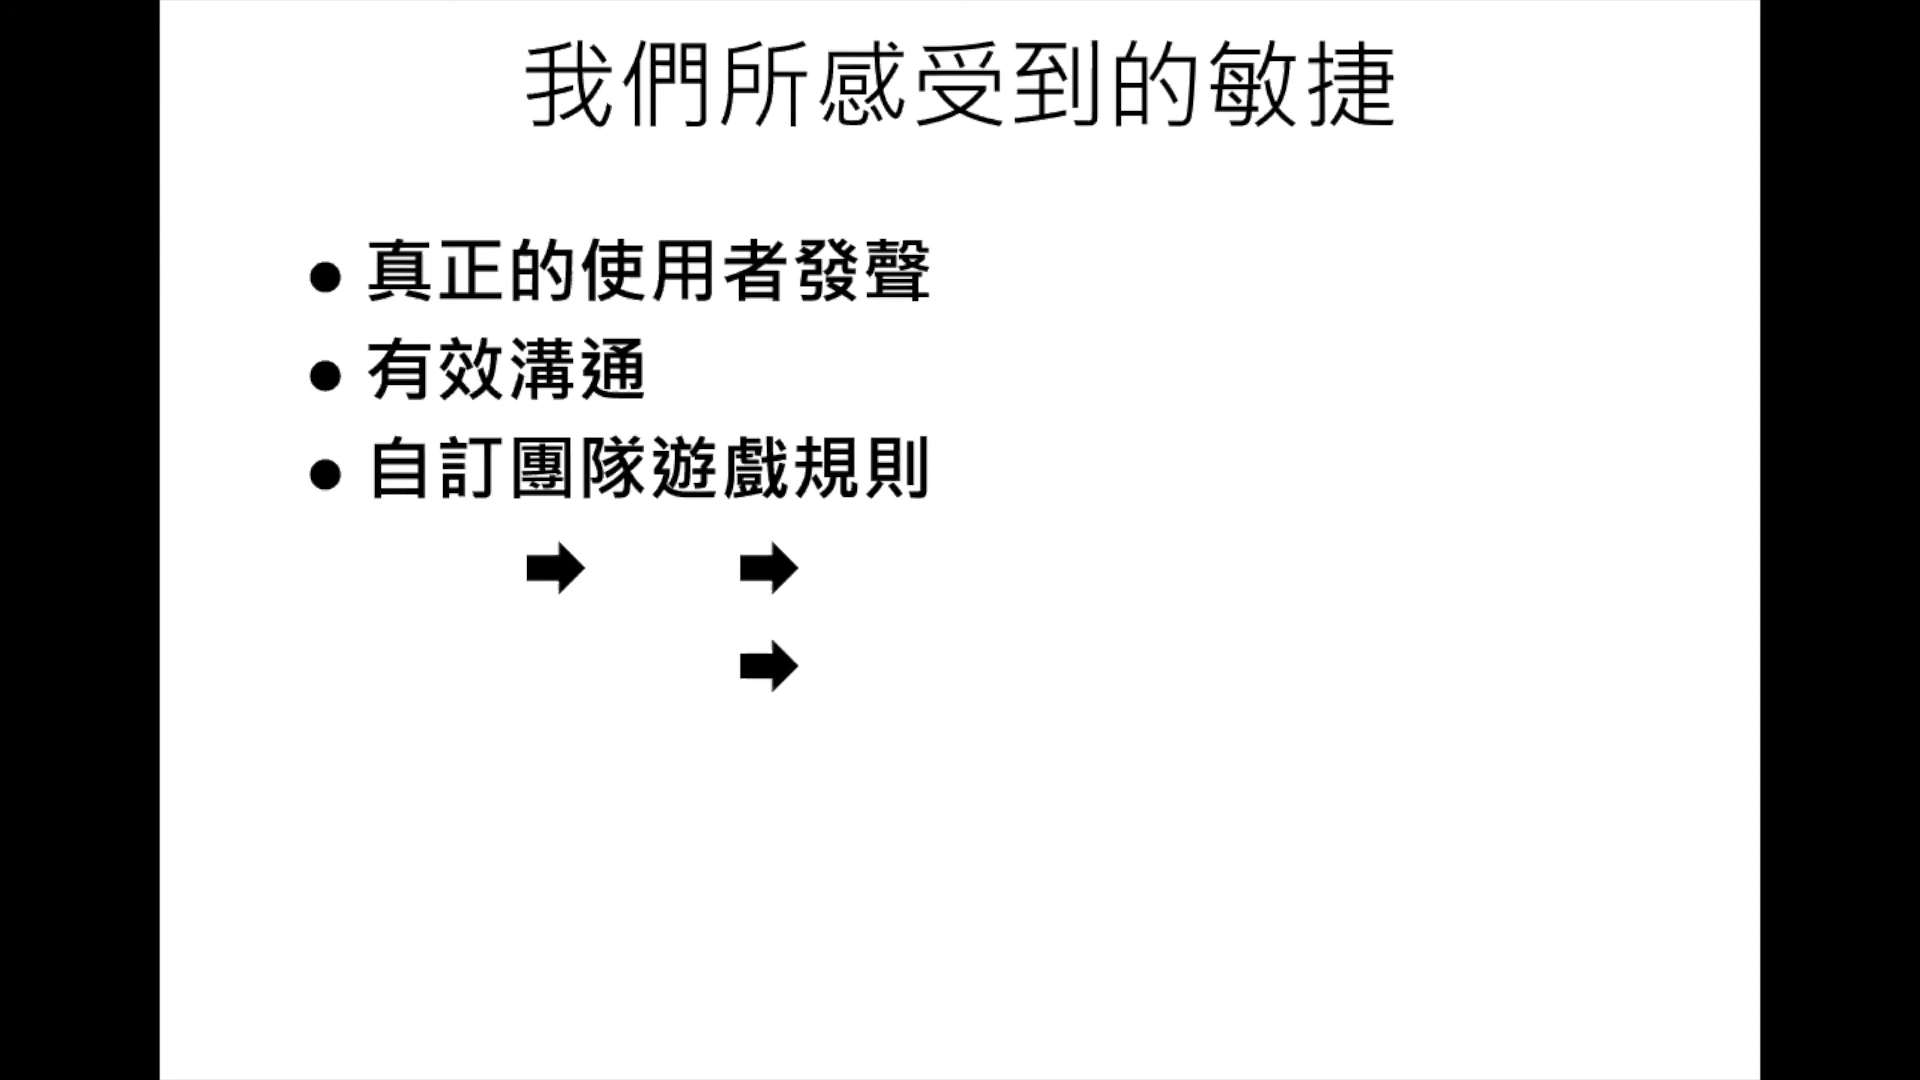 我們所感受到的敏捷
真正的使用者發聲
有效溝通
自訂團隊遊戲規則